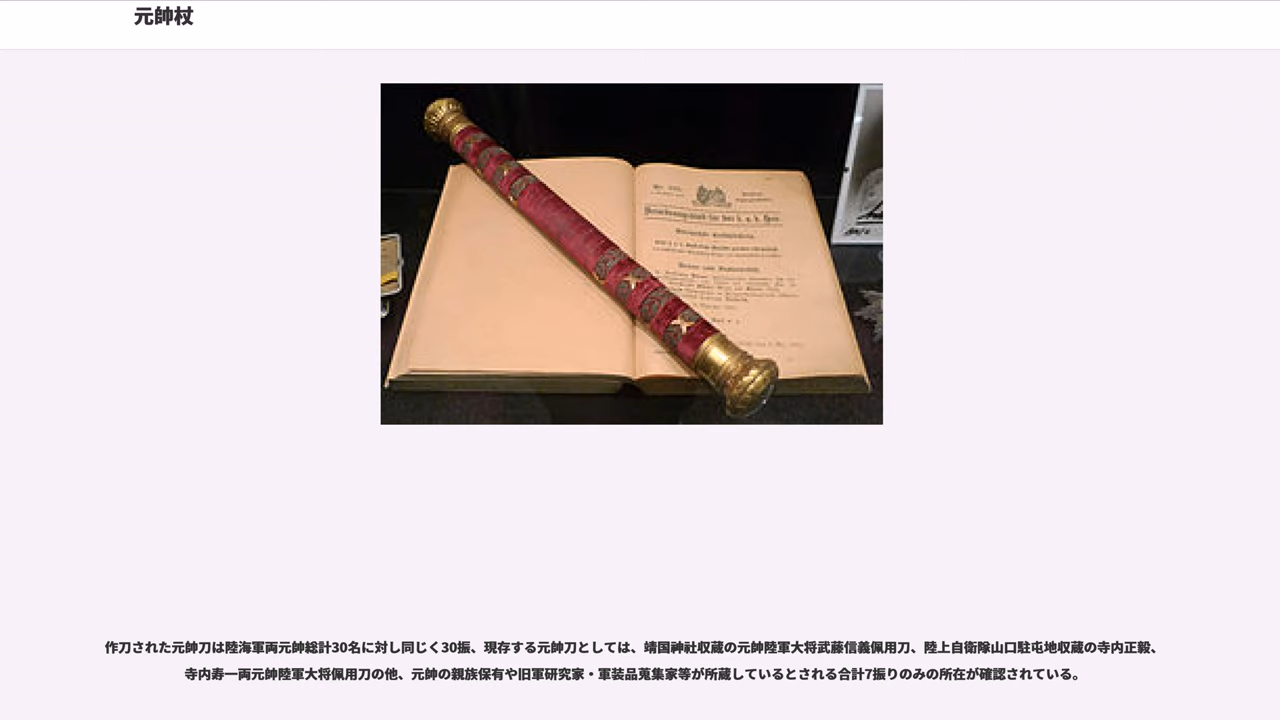 元帥杖
Verordnungsblatt für das k. u. k. Heer.
作刀された元帥刀は陸海軍両元帥総計30名に対し同じく30振、現存する元帥刀としては、靖国神社収蔵の元帥陸軍大将武藤信義佩用刀、陸上自衛隊山口駐屯地収蔵の寺内正毅、
寺内寿一両元帥陸軍大将佩用刀の他、元帥の親族保有や旧軍研究家・軍装品蒐集家等が所蔵しているとされる合計7振りのみの所在が確認されている。